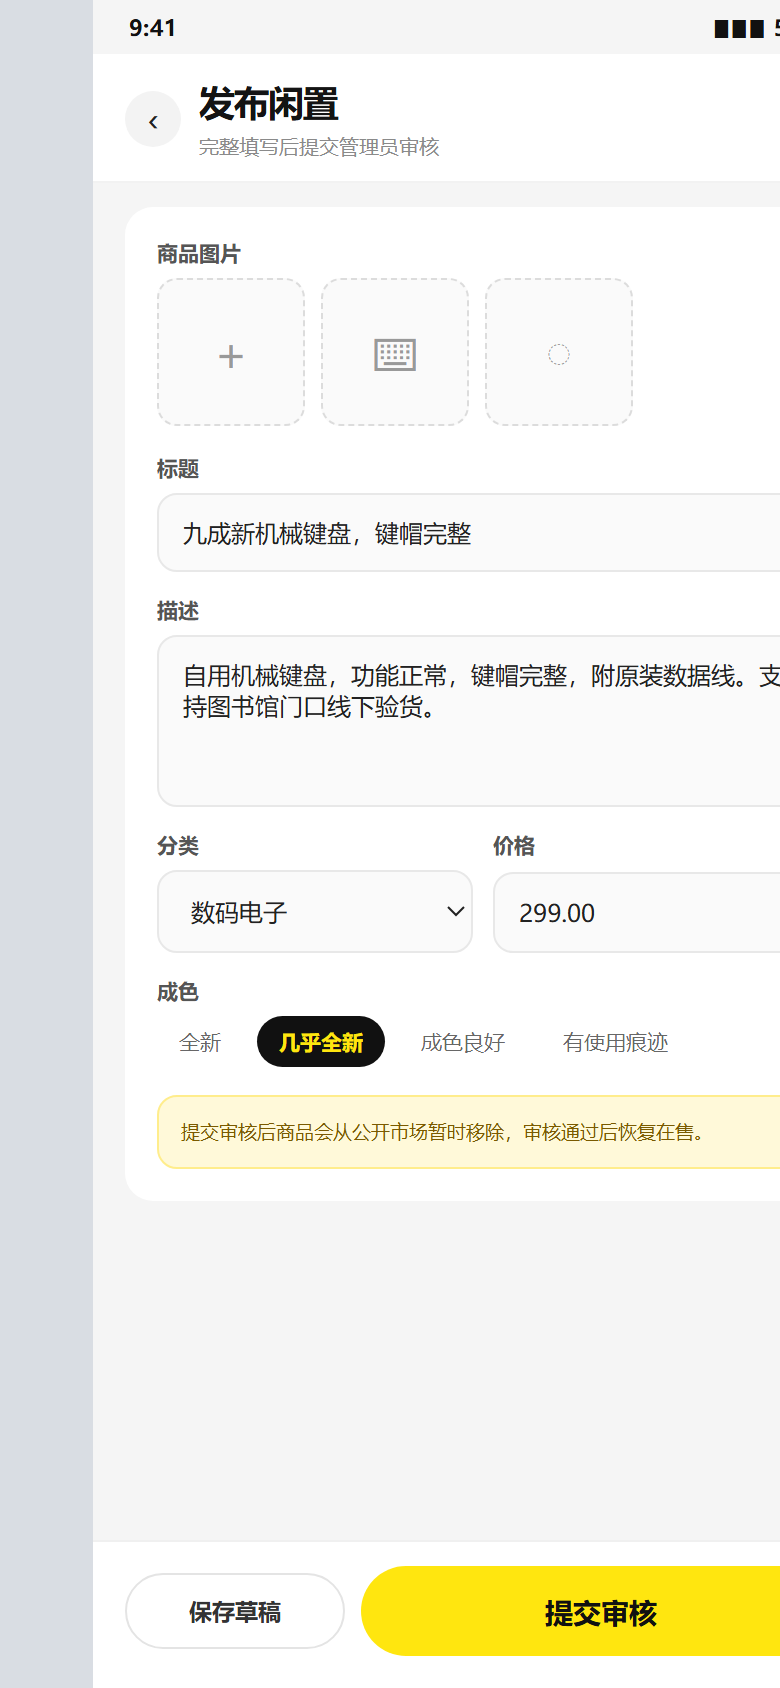 9:41
发布闲置
完整填写后提交管理员审核
商品图片
标题
九成新机械键盘，键帽完整
描述
自用机械键盘，功能正常，键帽完整，附原装数据线。支
持图书馆门口线下验货。
分类
价格
数码电子
299.00
成色
全新
几乎全新
成色良好
有使用痕迹
提交审核后商品会从公开市场暂时移除，审核通过后恢复在售。
保存草稿
提交审核